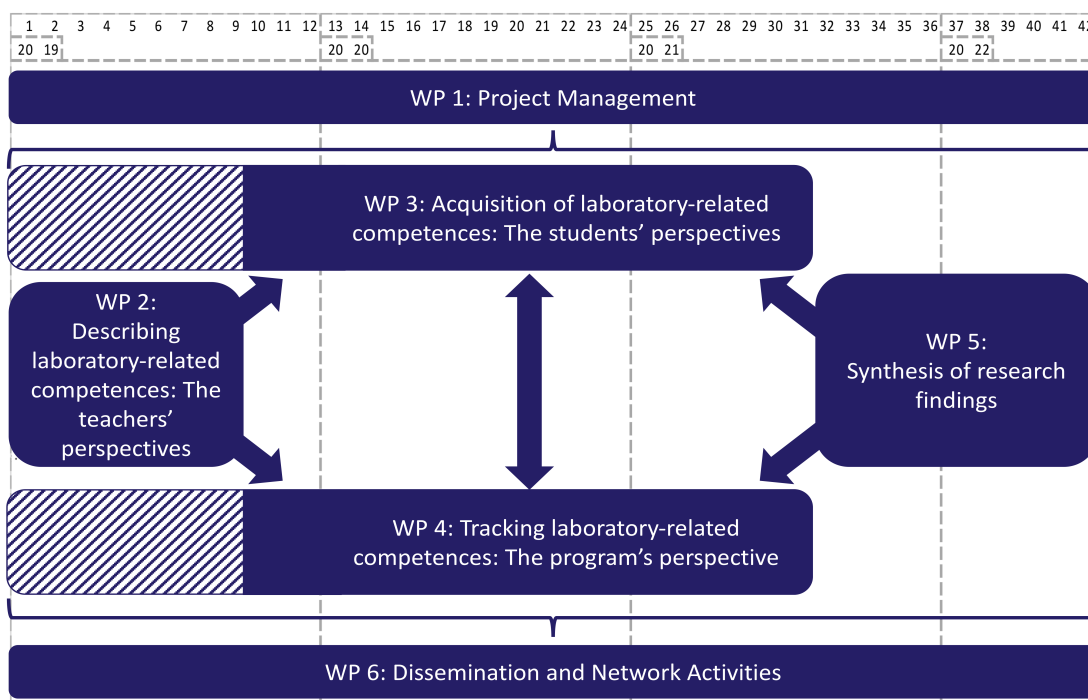 1 2 3 4 5 6 7 8 9 10 11 12 13 14 15 16 17 18 19 20 21 22 23 24 25 26 27 28 29 30 31 32 33 34 35 36 37 38 39 40 41
20 19 20 20 20 21 20 22
WP 1: Project Management
WP 3: Acquisition of laboratory-related
competences: The students’ perspectives
WP 2:
Describing
laboratory-related
competences: The
teachers’
perspectives
WP 5:
Synthesis of research
findings
WP 4: Tracking laboratory-related
competences: The program’s perspective
WP 6: Dissemination and Network Activities